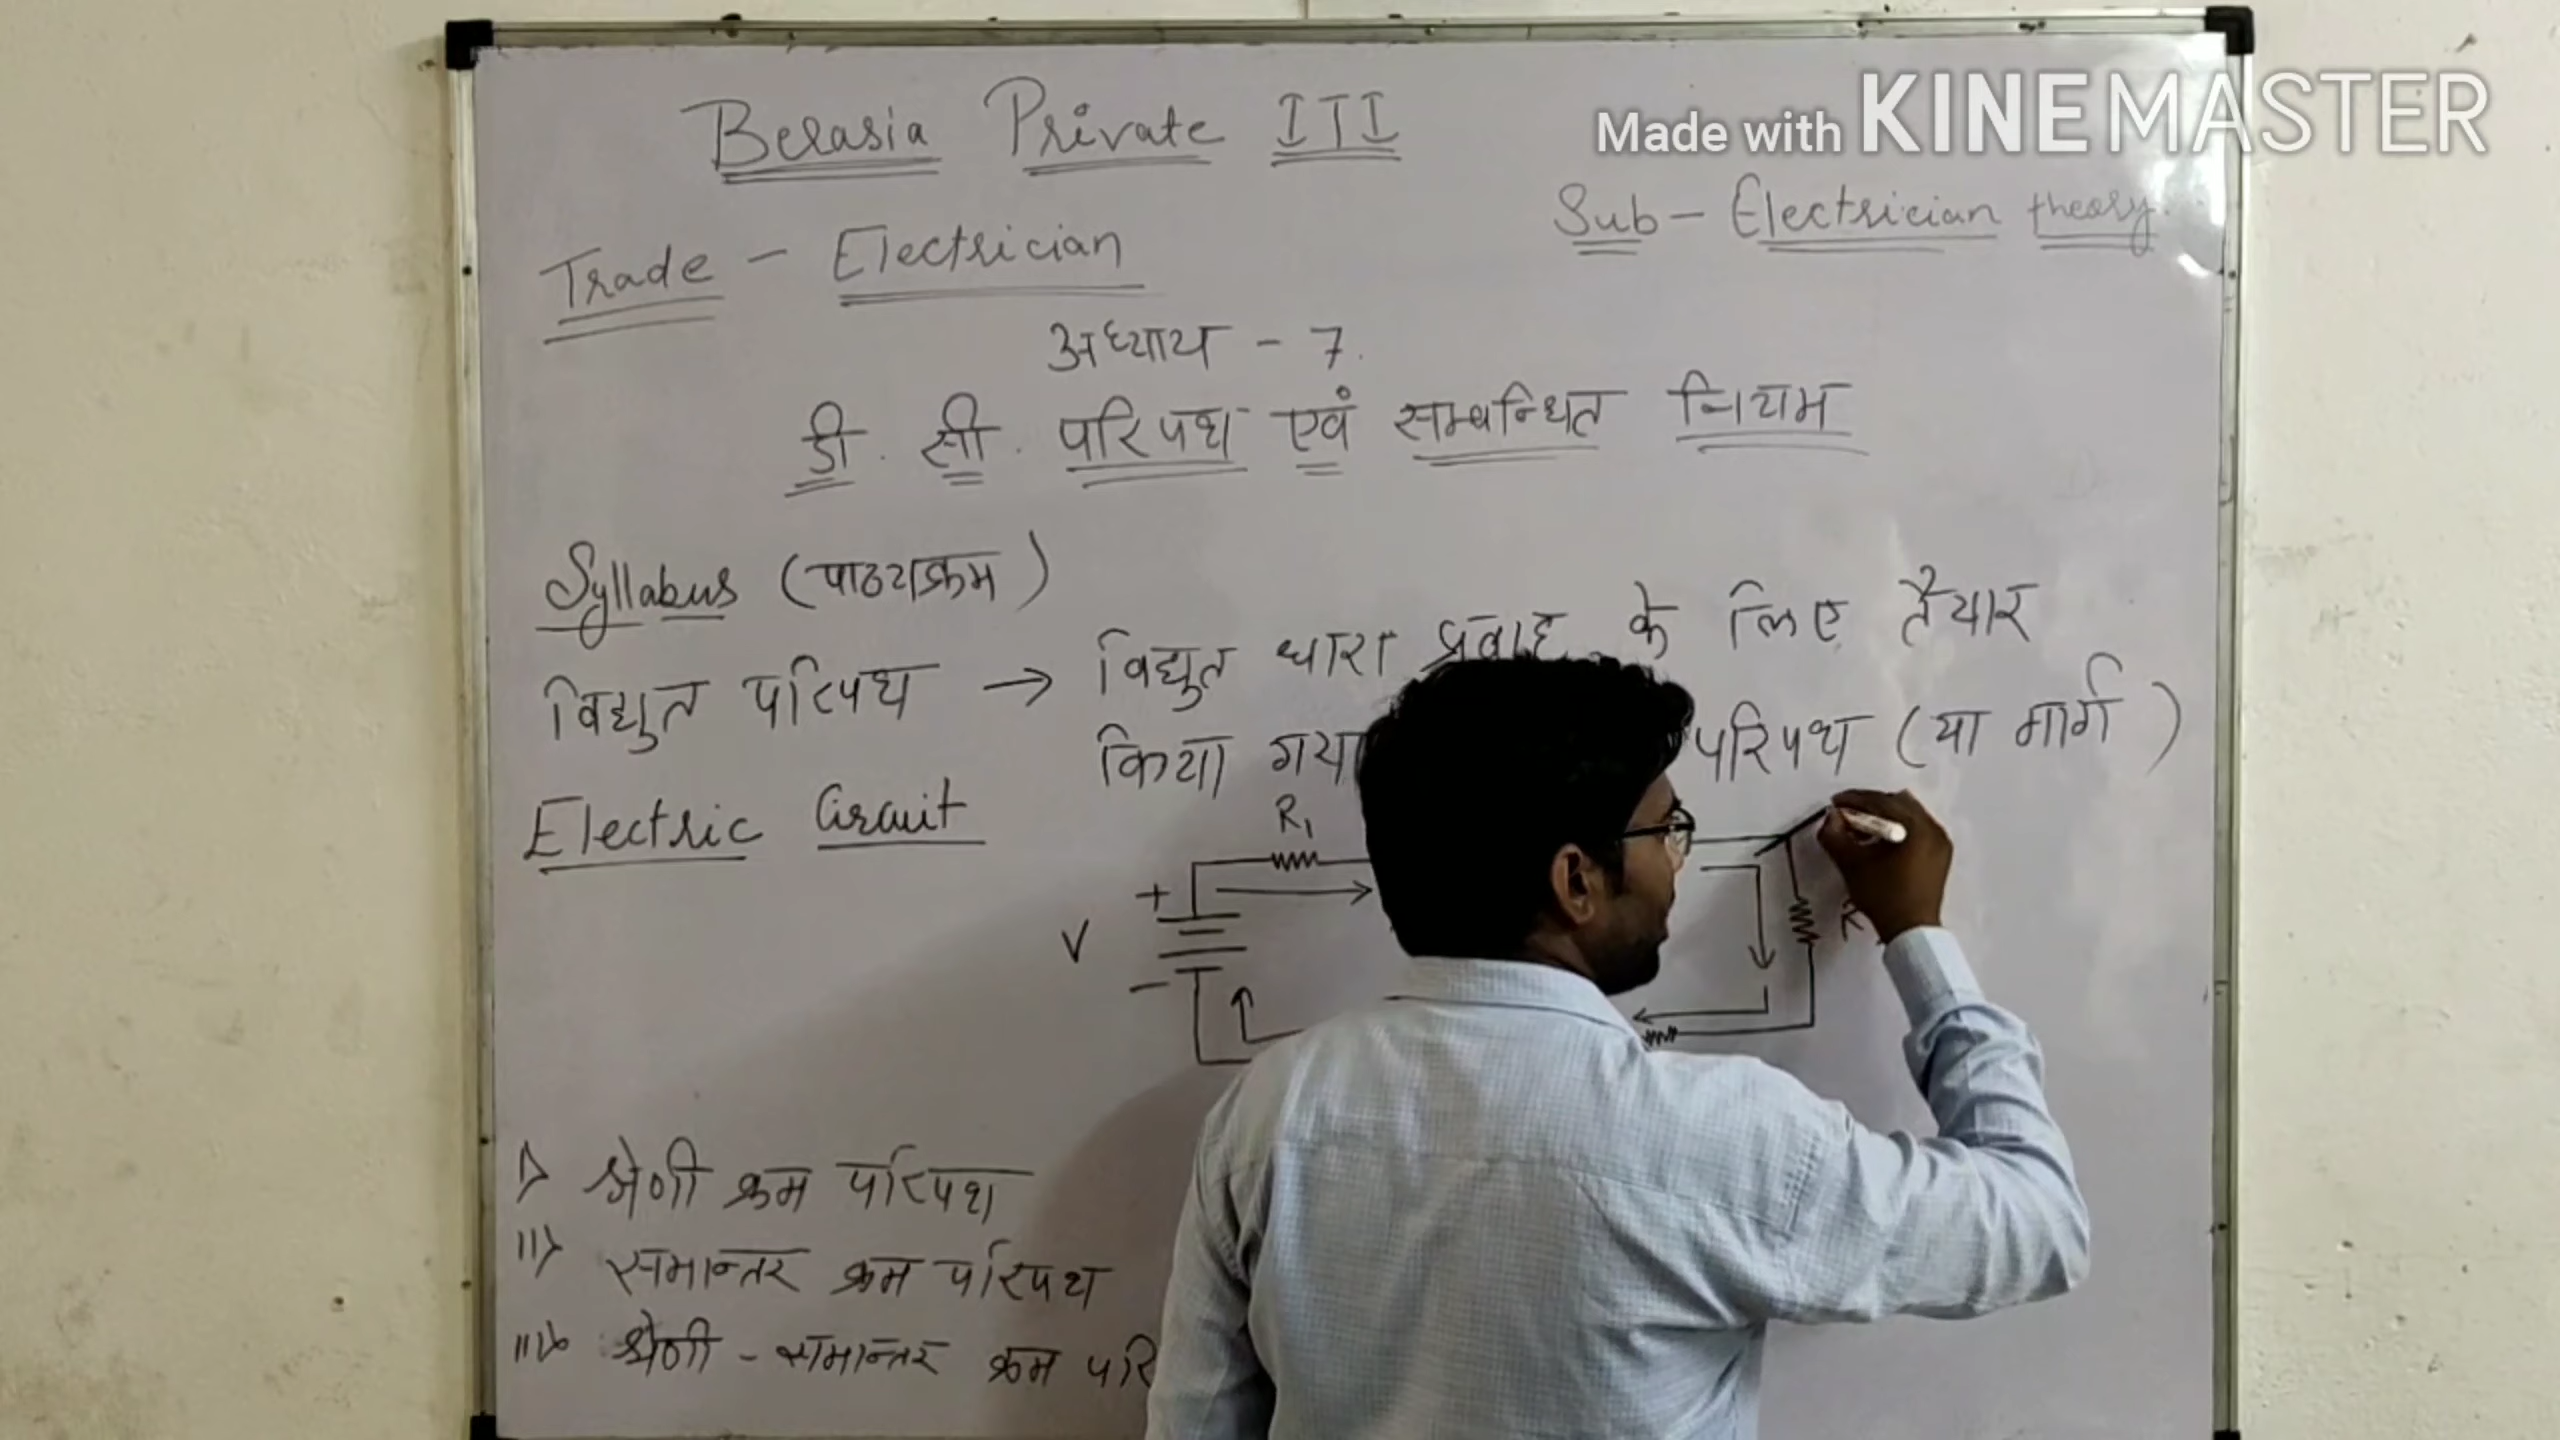 Made with KINEMASTER
Berasia Private ITI
Sub - Electrician theory.
Trade - Electrician
अध्याय - 7.
डी. सी. परिपथ एवं सम्बन्धित नियम
Syllabus (पाठ्यक्रम)
विद्युत परिपथ → विद्युत धारा प्रवाह के लिए तैयार
किया गया परिपथ (या मार्ग)
Electric Circuit
R₁
+
V
-
R
i> श्रेणी क्रम परिपथ
ii> समान्तर क्रम परिपथ
iii> श्रेणी - समान्तर क्रम परि